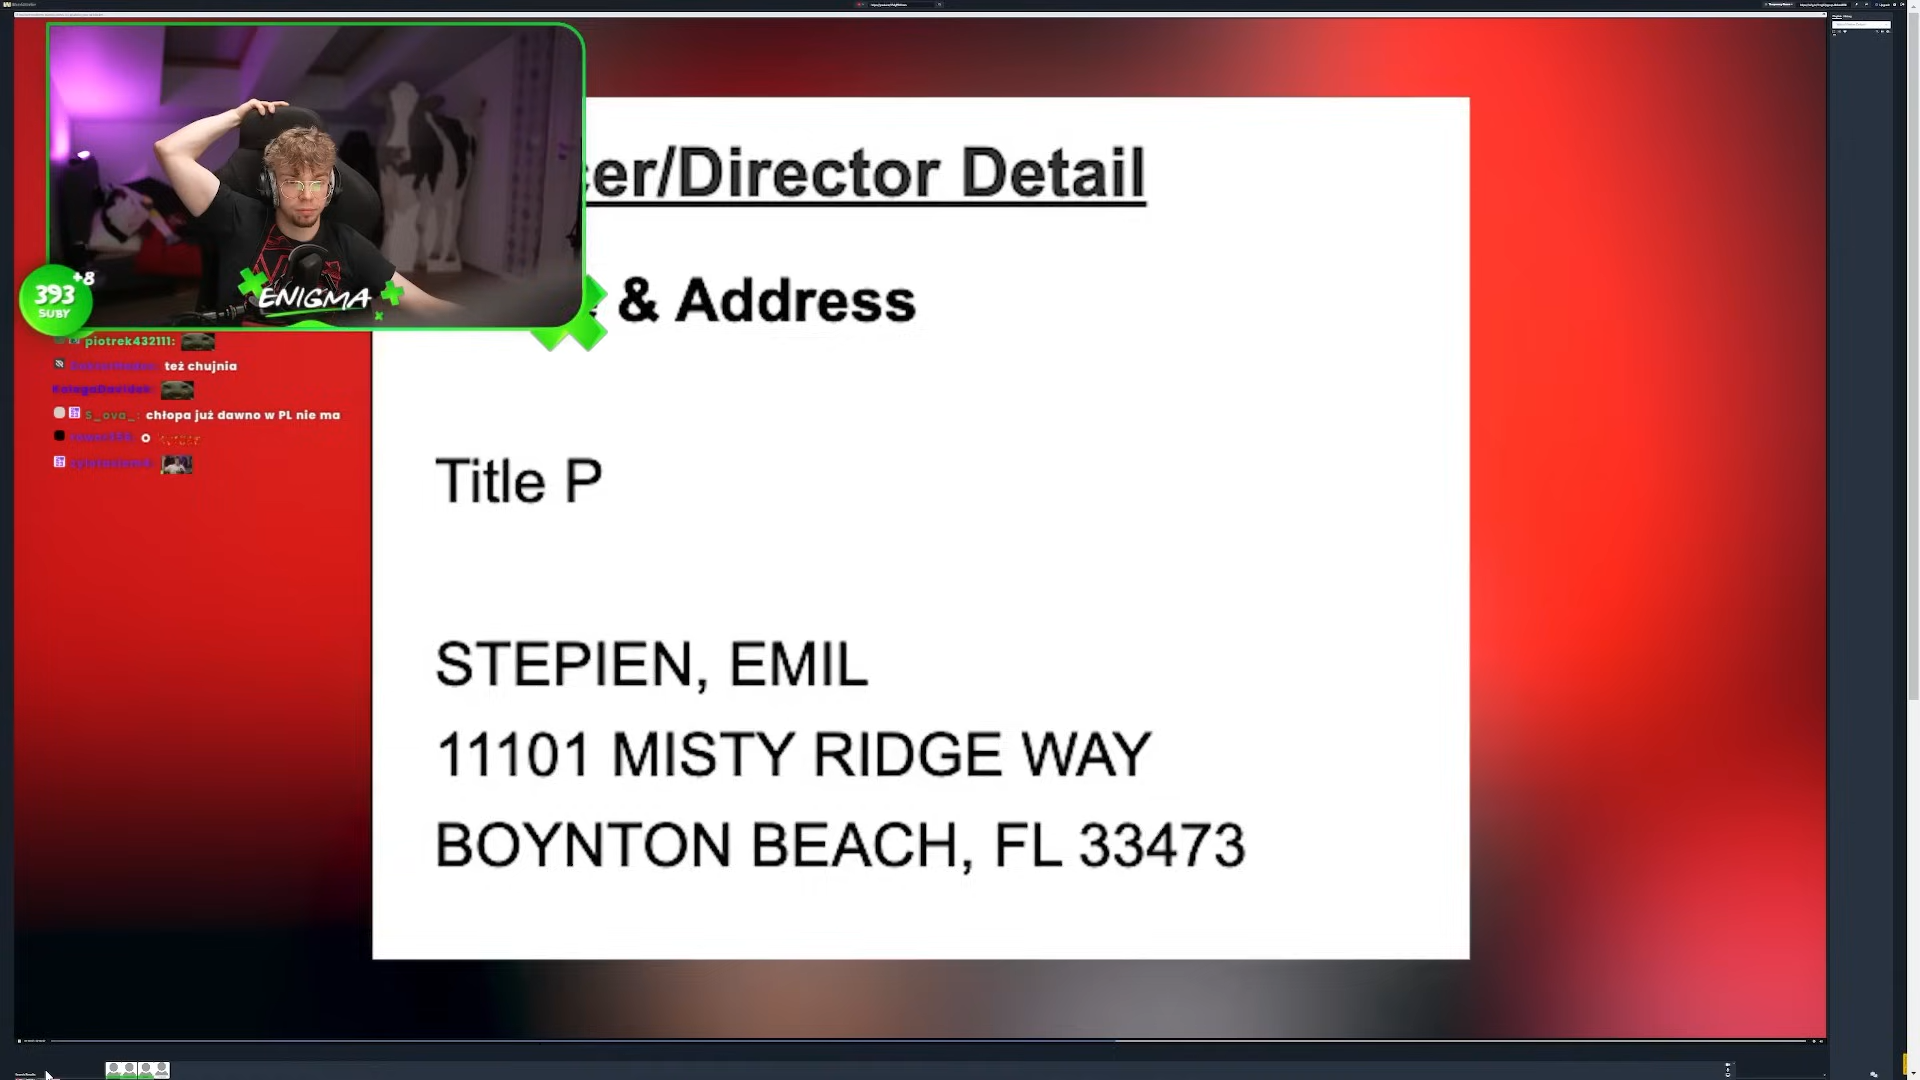 cer/Director Detail
& Address
+8
393
SUBY
ENIGMA
piotrek432111:
też chujnia
S_ova_: chłopa już dawno w PL nie ma
o
Title P
STEPIEN, EMIL
11101 MISTY RIDGE WAY
BOYNTON BEACH, FL 33473